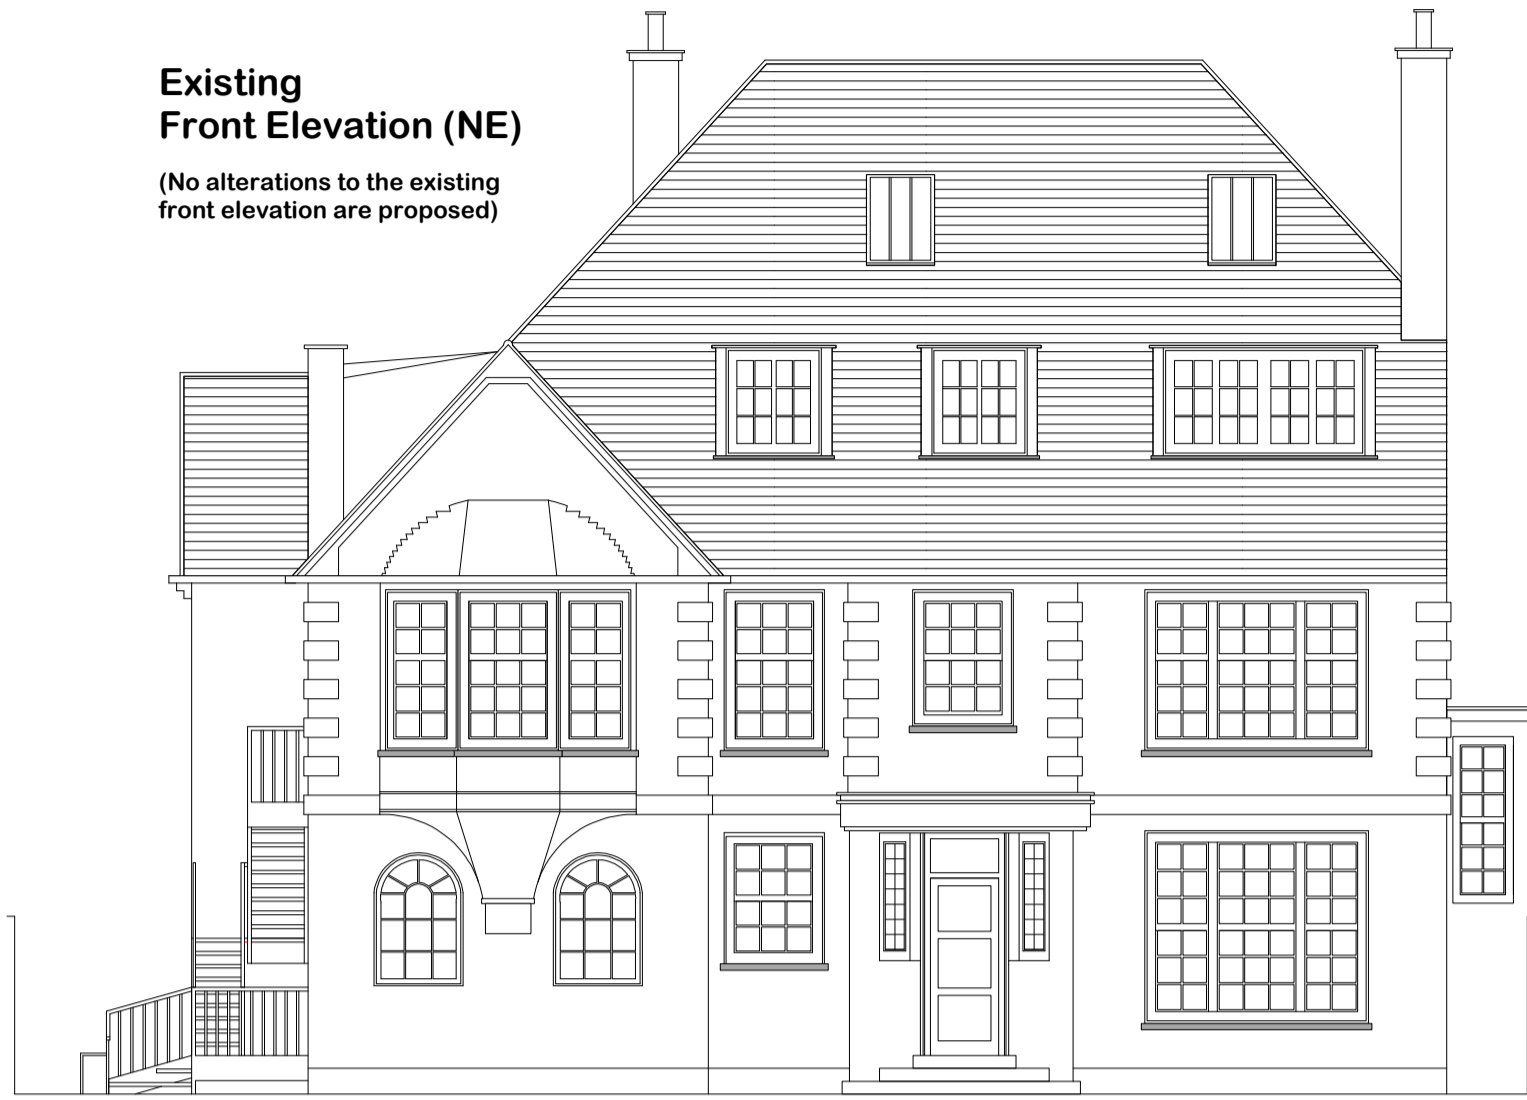 Existing
Front Elevation (NE)
(No alterations to the existing
front elevation are proposed)